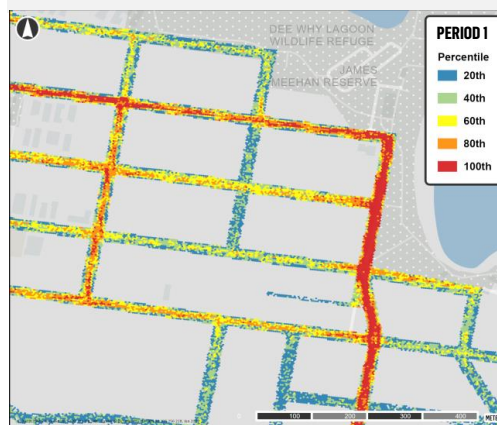 DEE WHY LAGOON
WILDLIFE REFUGE
JAMES
MEEHAN RESERVE
PERIOD 1
Percentile
20th
40th
60th
80th
100th
100
200
300
400